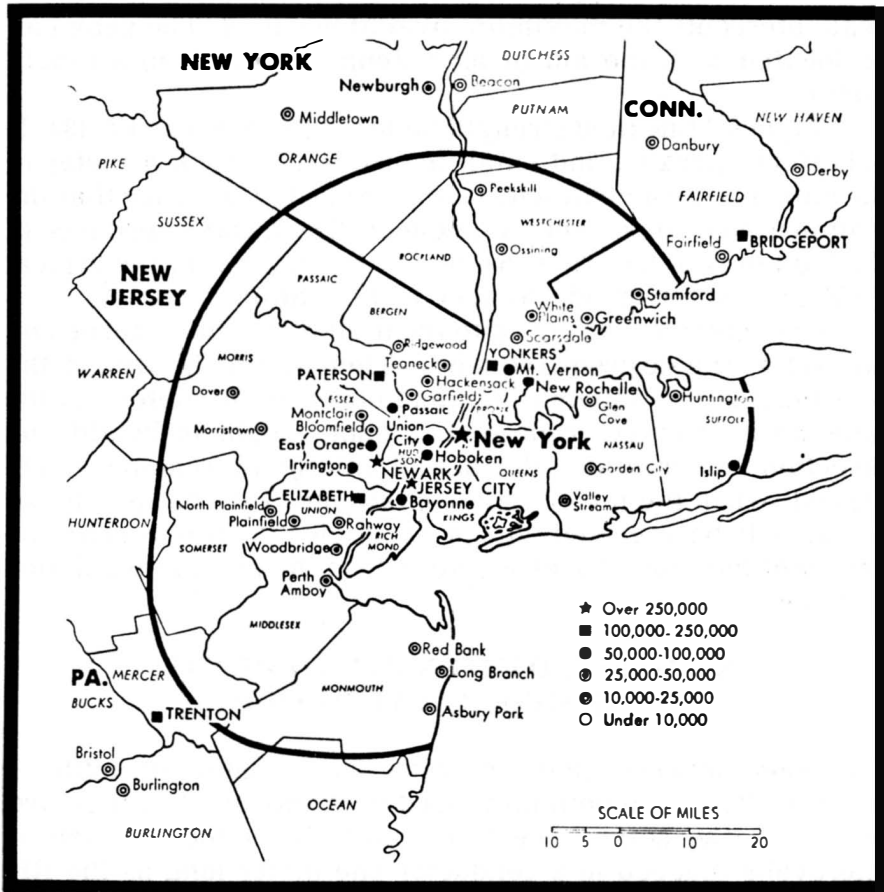 NEW YORK
DUTCHESS
Newburgh
Beacon
PUTNAM
CONN.
NEW HAVEN
Middletown
Danbury
ORANGE
PIKE
Derby
Peekskill
FAIRFIELD
SUSSEX
WESTCHESTER
BRIDGEPORT
Fairfield
ROCKLAND
Ossining
NEW
JERSEY
PASSAIC
Stamford
BERGEN
White
Plains
Greenwich
Ridgewood
Scarsdale
MORRIS
Teaneck
YONKERS
WARREN
PATERSON
Mt. Vernon
Hackensack
New Rochelle
Dover
ESSEX
Garfield
BRONX
Huntington
Glen
Cove
Montclair
Passaic
SUFFOLK
Morristown
Bloomfield
Union
City
New York
East Orange
NASSAU
HUD
SON
Hoboken
Irvington
NEWARK
QUEENS
Garden City
Islip
JERSEY CITY
ELIZABETH
Bayonne
Valley
Stream
North Plainfield
UNION
Plainfield
Rahway
KINGS
HUNTERDON
RICH
MOND
SOMERSET
Woodbridge
Perth
Amboy
MIDDLESEX
Over 250,000
100,000-250,000
50,000-100,000
25,000-50,000
10,000-25,000
Under 10,000
Red Bank
Long Branch
PA.
MERCER
MONMOUTH
BUCKS
TRENTON
Asbury Park
Bristol
Burlington
OCEAN
BURLINGTON
SCALE OF MILES
10 5 0 10 20